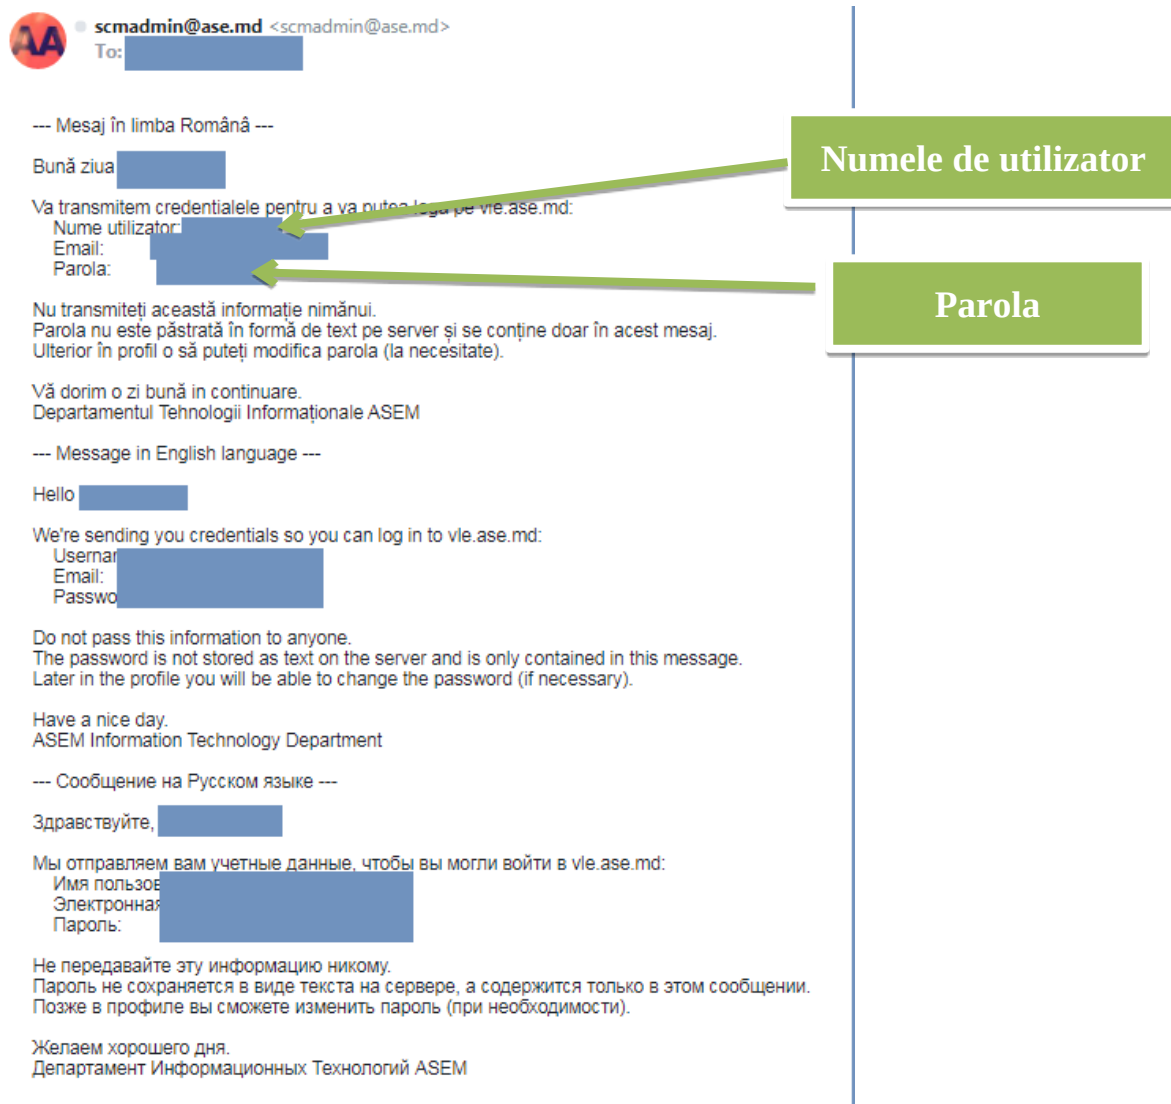 AA
scmadmin@ase.md <scmadmin@ase.md>
To:
--- Mesaj în limba Română ---
Bună ziua
Va transmitem credentialele pentru a va putea loga pe vle.ase.md:
Nume utilizator:
Email:
Parola:
Numele de utilizator
Parola
Nu transmiteți această informație nimănui.
Parola nu este păstrată în formă de text pe server și se conține doar în acest mesaj.
Ulterior în profil o să puteți modifica parola (la necesitate).
Vă dorim o zi bună in continuare.
Departamentul Tehnologii Informaționale ASEM
--- Message in English language ---
Hello
We're sending you credentials so you can log in to vle.ase.md:
Usernar
Email:
Passwo
Do not pass this information to anyone.
The password is not stored as text on the server and is only contained in this message.
Later in the profile you will be able to change the password (if necessary).
Have a nice day.
ASEM Information Technology Department
--- Сообщение на Русском языке ---
Здравствуйте,
Мы отправляем вам учетные данные, чтобы вы могли войти в vle.ase.md:
Имя пользов
Электронная
Пароль:
Не передавайте эту информацию никому.
Пароль не сохраняется в виде текста на сервере, а содержится только в этом сообщении.
Позже в профиле вы сможете изменить пароль (при необходимости).
Желаем хорошего дня.
Департамент Информационных Технологий ASEM